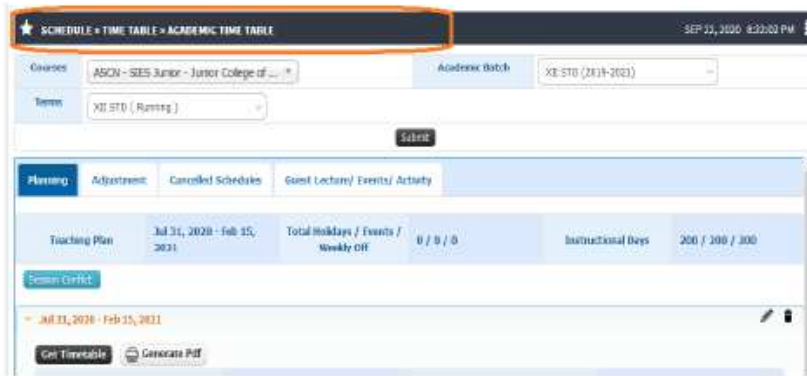 SCHEDULE » TIME TABLE » ACADEMIC TIME TABLE SEP 22, 2020 8:22:02 PM
Courses ASCN - SIES Junior - Junior College of ... Academic Batch XII STD (2019-2021)
Terms XII STD ( Running )
Submit
Planning Adjustment Cancelled Schedules Guest Lecture/ Events/ Activity
Teaching Plan Jul 31, 2020 - Feb 15, 2021 Total Holidays / Events / Weekly Off 0 / 0 / 0 Instructional Days 200 / 200 / 200
Session Conflict
Jul 31, 2020 - Feb 15, 2021
Get Timetable Generate Pdf